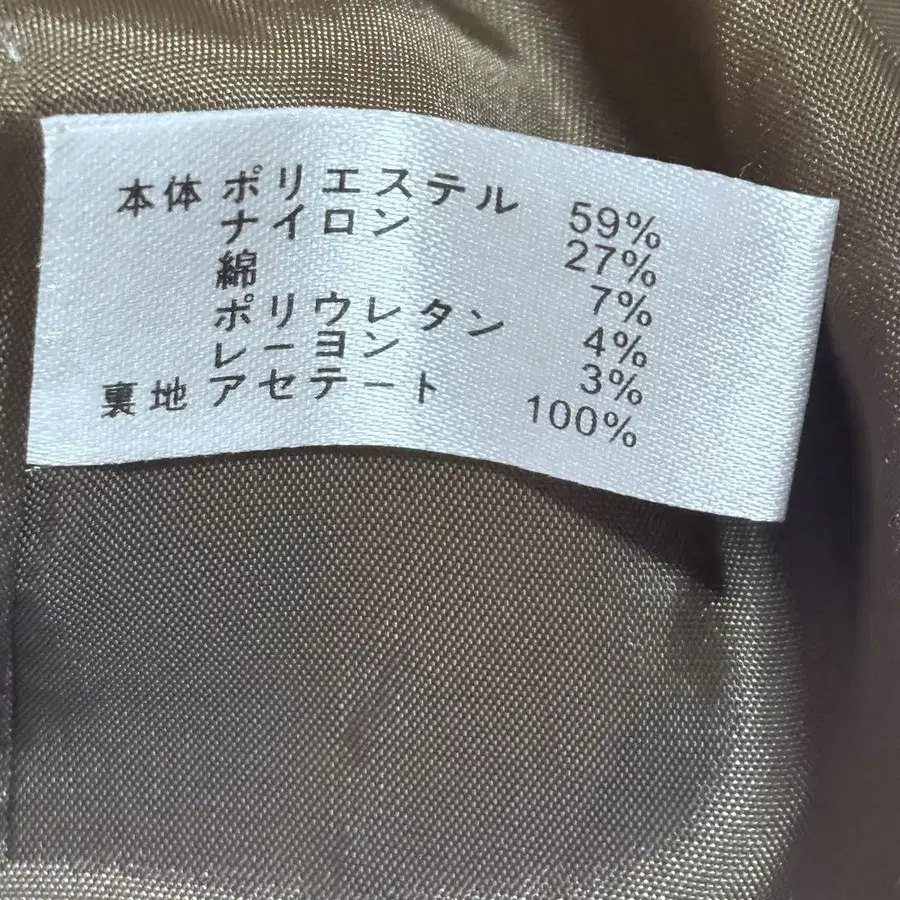 本体 ポリエステル 59%
ナイロン 27%
綿 7%
ポリウレタン 4%
レーヨン 3%
裏地 アセテート 100%